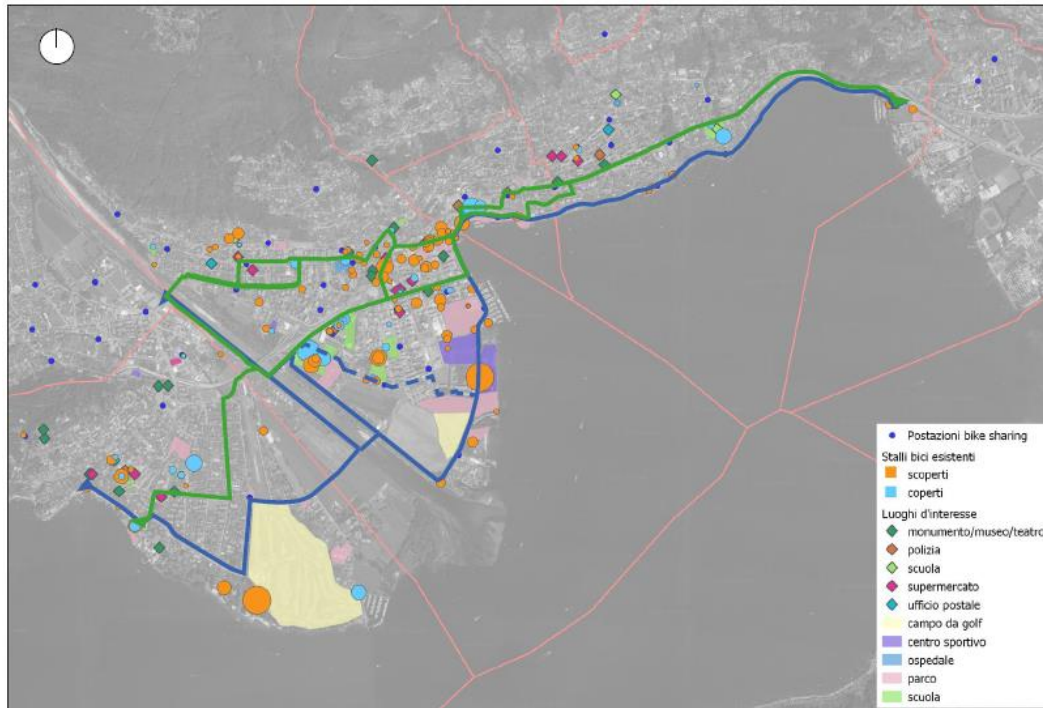 Postazioni bike sharing
Stalli bici esistenti
scoperti
coperti
Luoghi d'interesse
monumento/museo/teatro
polizia
scuola
supermercato
ufficio postale
campo da golf
centro sportivo
ospedale
parco
scuola